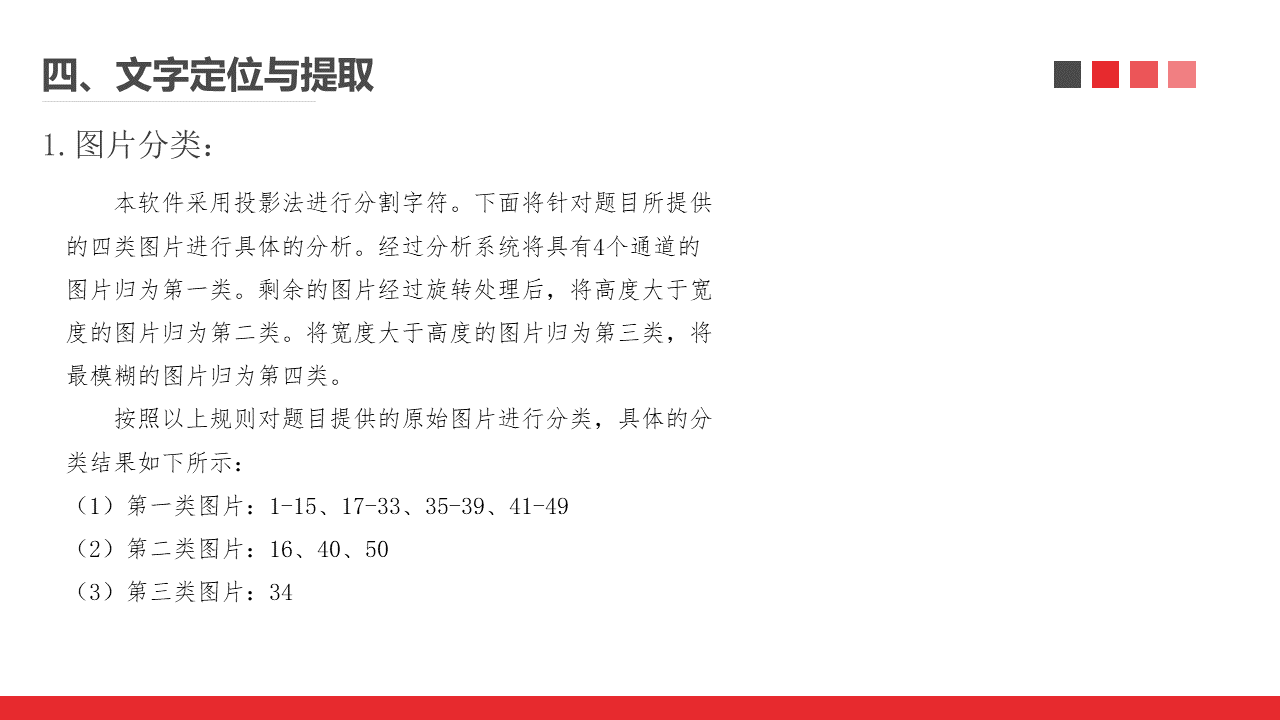 四、文字定位与提取
1.图片分类：
本软件采用投影法进行分割字符。下面将针对题目所提供
的四类图片进行具体的分析。经过分析系统将具有4个通道的
图片归为第一类。剩余的图片经过旋转处理后，将高度大于宽
度的图片归为第二类。将宽度大于高度的图片归为第三类，将
最模糊的图片归为第四类。
按照以上规则对题目提供的原始图片进行分类，具体的分
类结果如下所示：
（1）第一类图片：1-15、17-33、35-39、41-49
（2）第二类图片：16、40、50
（3）第三类图片：34